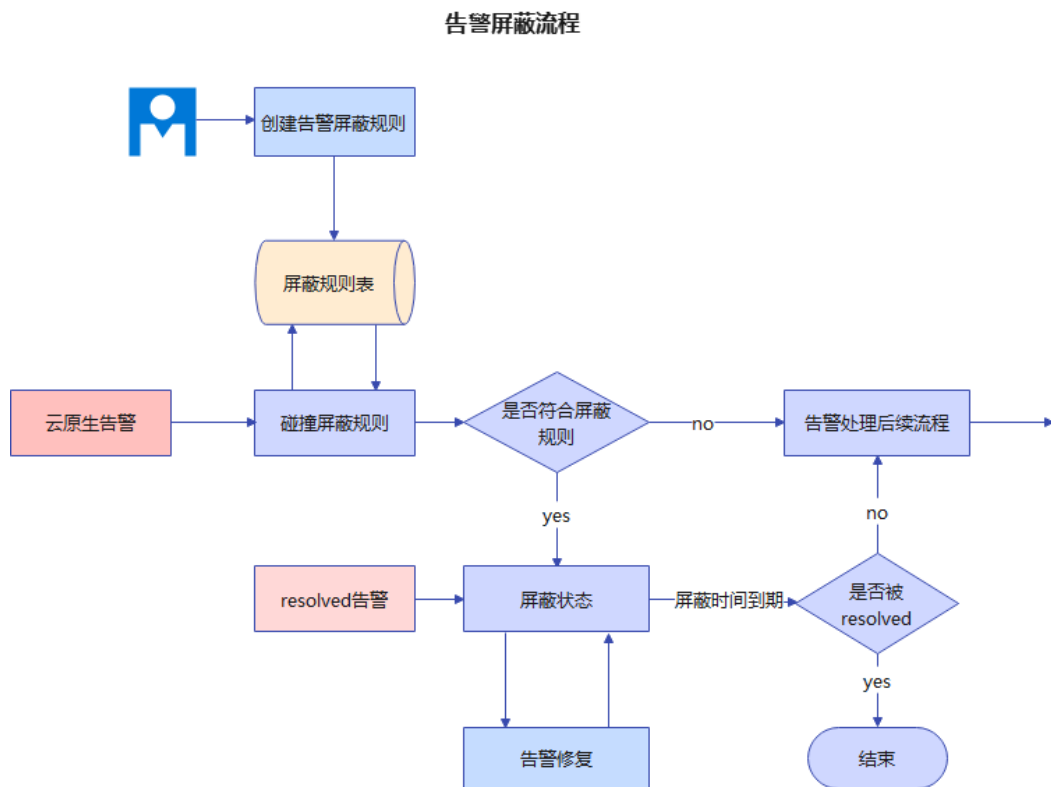 告警屏蔽流程
创建告警屏蔽规则
屏蔽规则表
云原生告警
碰撞屏蔽规则
是否符合屏蔽
规则
no
告警处理后续流程
yes
no
resolved告警
屏蔽状态
屏蔽时间到期
是否被
resolved
yes
告警修复
结束